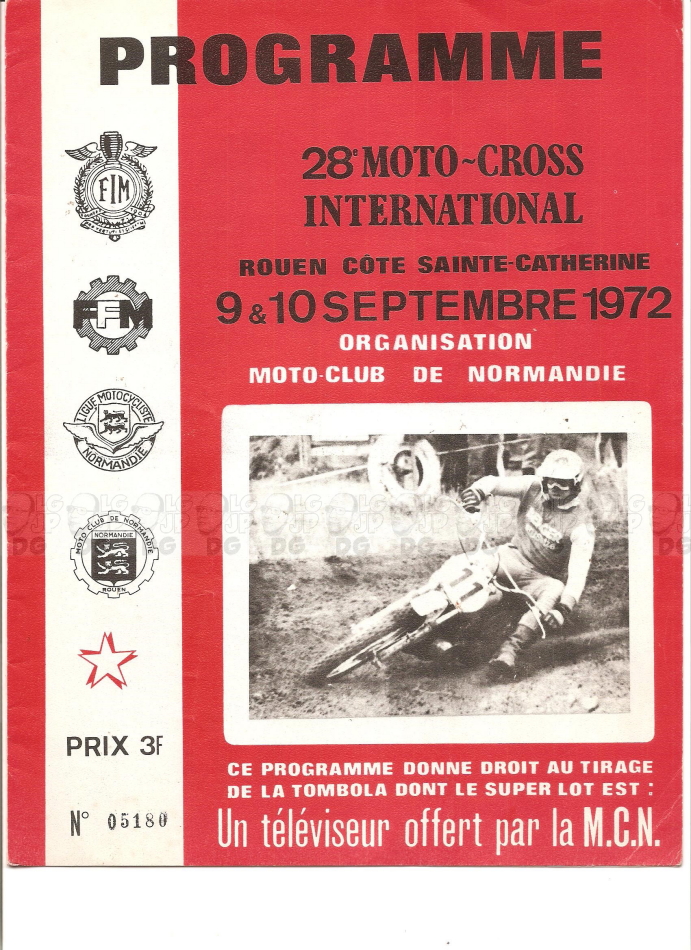 PROGRAMME
28e MOTO~CROSS
INTERNATIONAL
ROUEN CÔTE SAINTE-CATHERINE
9 & 10 SEPTEMBRE 1972
ORGANISATION
MOTO-CLUB DE NORMANDIE
FIM
FFM
LIGUE MOTOCYCLISTE
NORMANDIE
MOTO CLUB DE NORMANDIE
NORMANDIE
ROUEN
PRIX 3F
N° 05180
11
CE PROGRAMME DONNE DROIT AU TIRAGE
DE LA TOMBOLA DONT LE SUPER LOT EST :
Un téléviseur offert par la M.C.N.